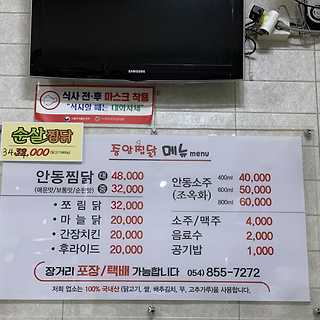 SAMSUNG
식사 전·후 마스크 착용
"식사할 때는 대화자제"
순살찜닭
34 38,000
동안찜닭 메뉴 menu
안동찜닭 대 48,000
(매운맛/보통맛/순한맛) 중 32,000
· 쪼림닭 32,000
· 마늘닭 20,000
· 간장치킨 20,000
· 후라이드 20,000
안동소주 400ml 40,000
(조옥화) 600ml 50,000
800ml 60,000
소주/맥주 4,000
음료수 2,000
공기밥 1,000
장거리 포장/택배 가능합니다 (054) 855-7272
저희 업소는 100% 국내산 (닭고기, 쌀, 배추김치, 무, 고추가루)을 사용합니다.